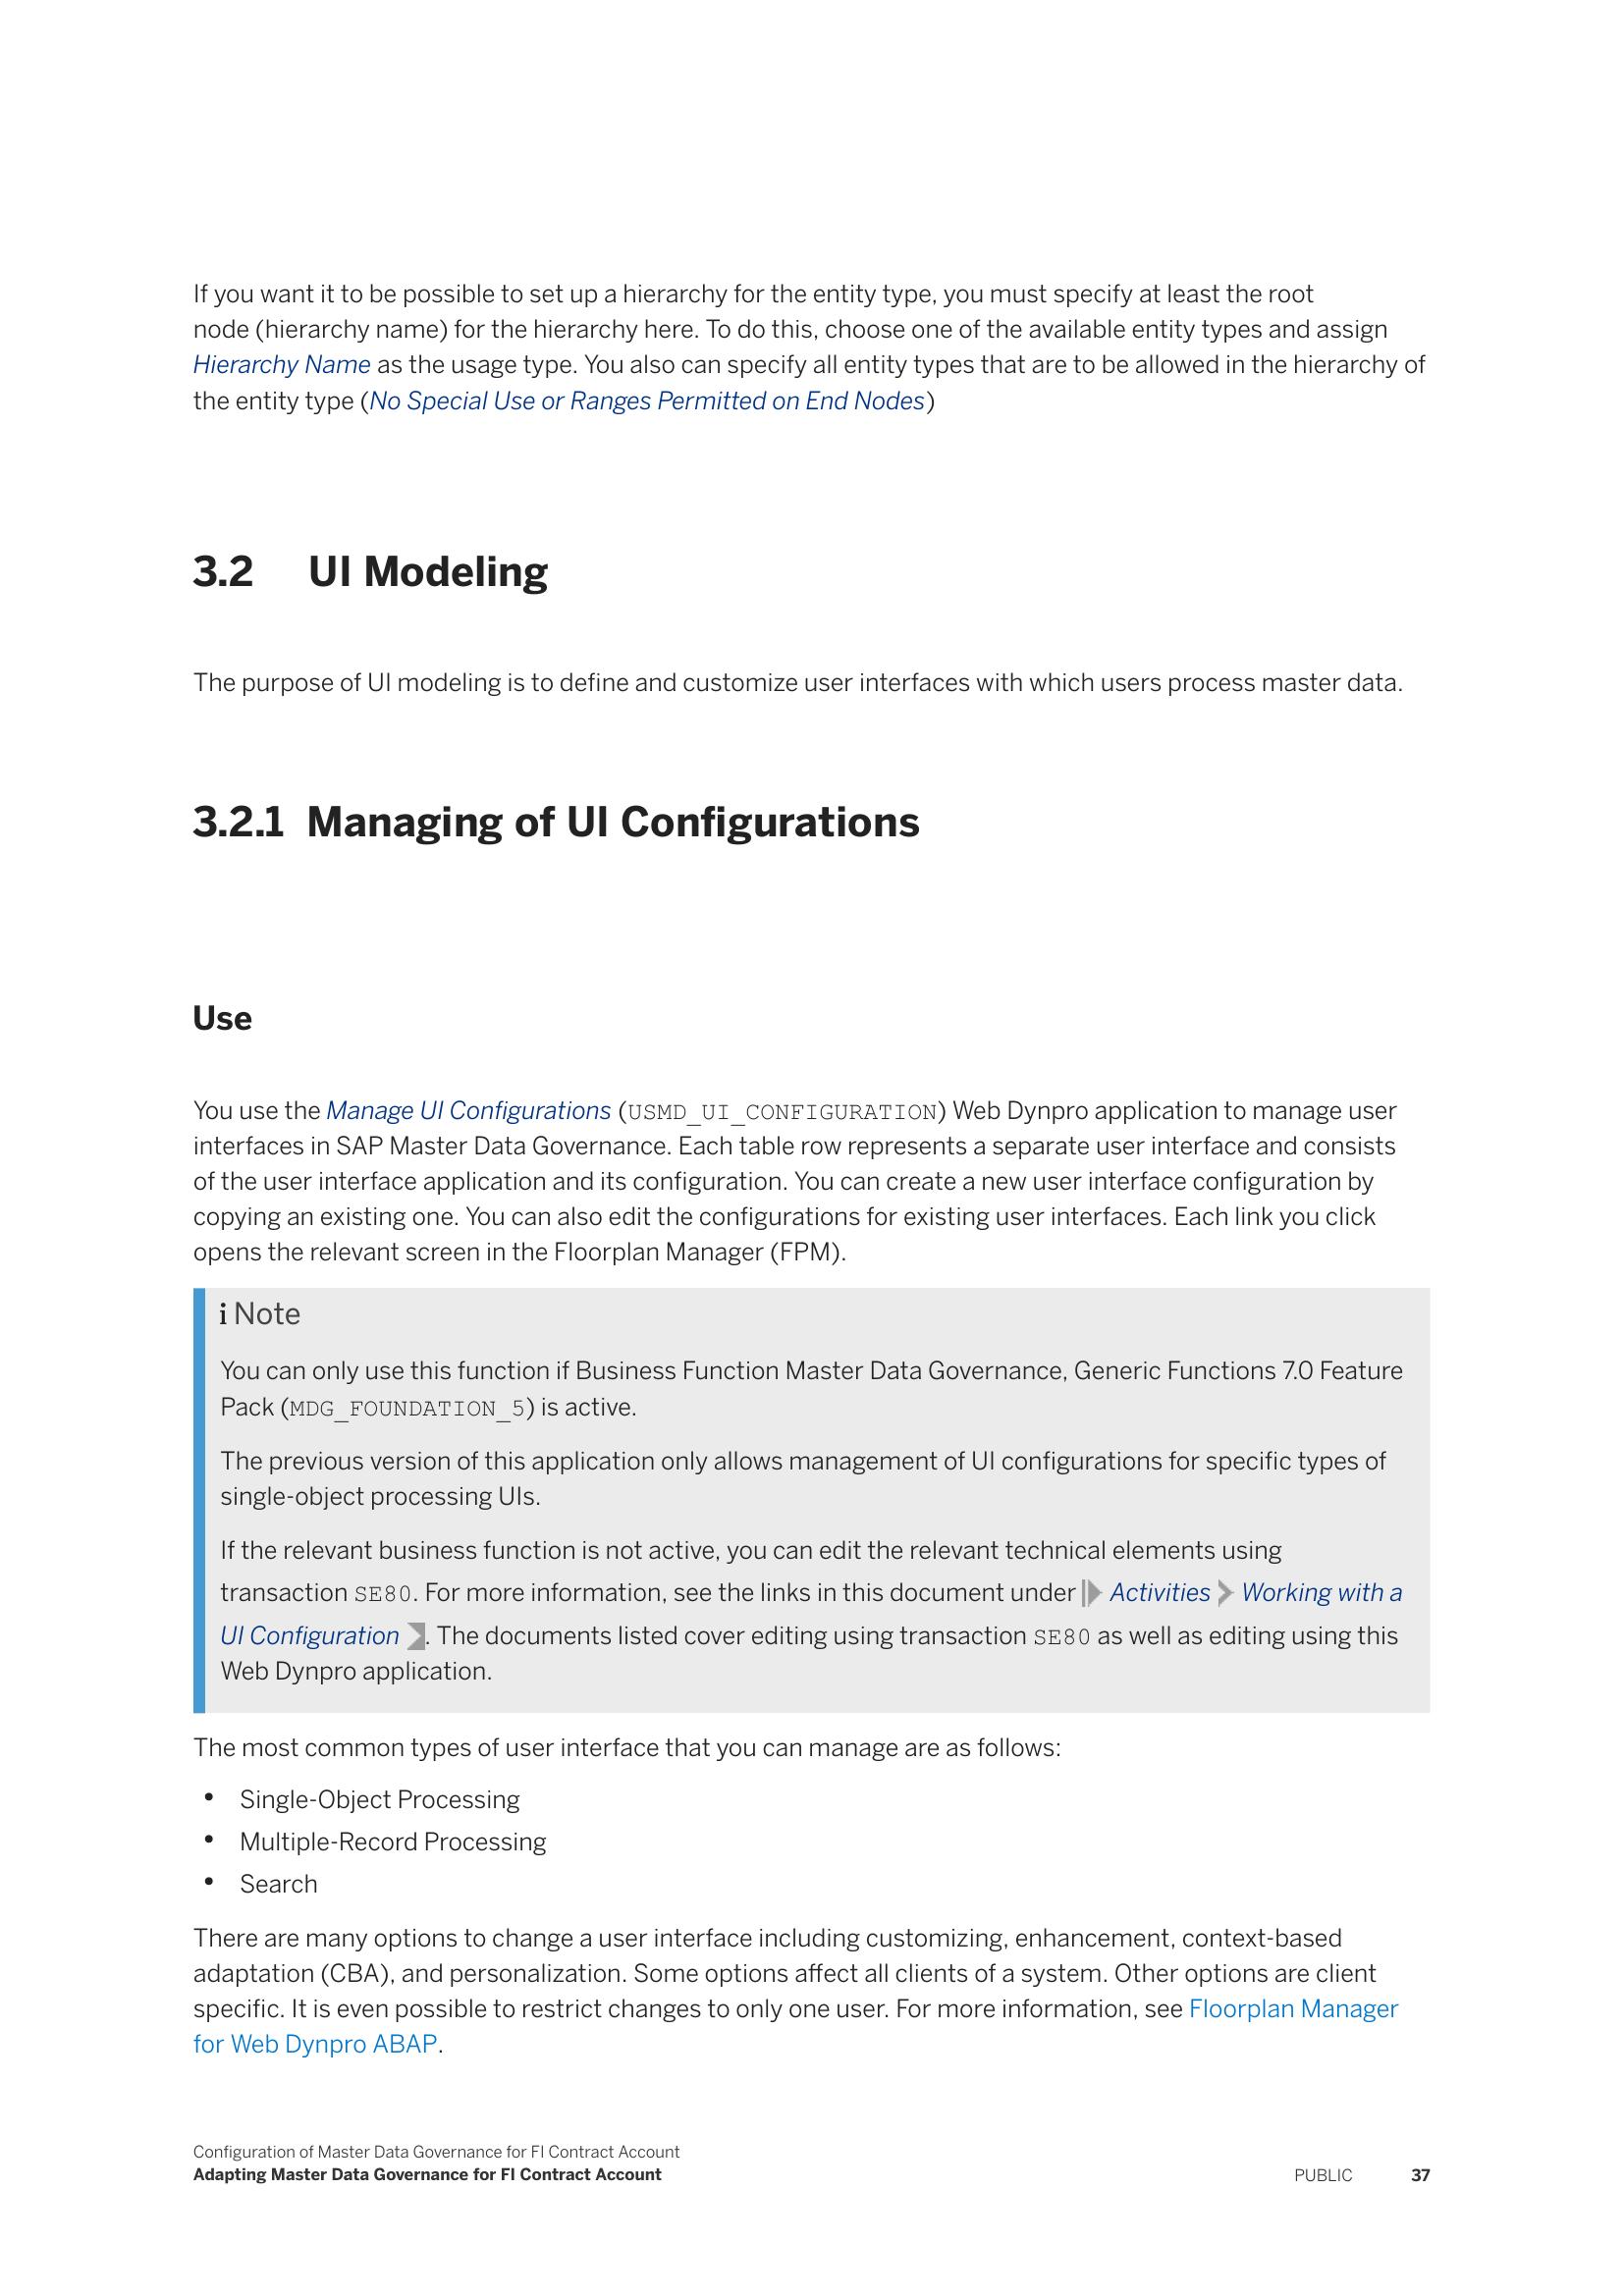 If you want it to be possible to set up a hierarchy for the entity type, you must specify at least the root
node (hierarchy name) for the hierarchy here. To do this, choose one of the available entity types and assign
Hierarchy Name as the usage type. You also can specify all entity types that are to be allowed in the hierarchy of
the entity type (No Special Use or Ranges Permitted on End Nodes)
3.2 UI Modeling
The purpose of UI modeling is to define and customize user interfaces with which users process master data.
3.2.1 Managing of UI Configurations
Use
You use the Manage UI Configurations (USMD_UI_CONFIGURATION) Web Dynpro application to manage user
interfaces in SAP Master Data Governance. Each table row represents a separate user interface and consists
of the user interface application and its configuration. You can create a new user interface configuration by
copying an existing one. You can also edit the configurations for existing user interfaces. Each link you click
opens the relevant screen in the Floorplan Manager (FPM).
i Note
You can only use this function if Business Function Master Data Governance, Generic Functions 7.0 Feature
Pack (MDG_FOUNDATION_5) is active.
The previous version of this application only allows management of UI configurations for specific types of
single-object processing UIs.
If the relevant business function is not active, you can edit the relevant technical elements using
transaction SE80. For more information, see the links in this document under Activities Working with a
UI Configuration . The documents listed cover editing using transaction SE80 as well as editing using this
Web Dynpro application.
The most common types of user interface that you can manage are as follows:
• Single-Object Processing
• Multiple-Record Processing
• Search
There are many options to change a user interface including customizing, enhancement, context-based
adaptation (CBA), and personalization. Some options affect all clients of a system. Other options are client
specific. It is even possible to restrict changes to only one user. For more information, see Floorplan Manager
for Web Dynpro ABAP.
Configuration of Master Data Governance for FI Contract Account
Adapting Master Data Governance for FI Contract Account
PUBLIC 37